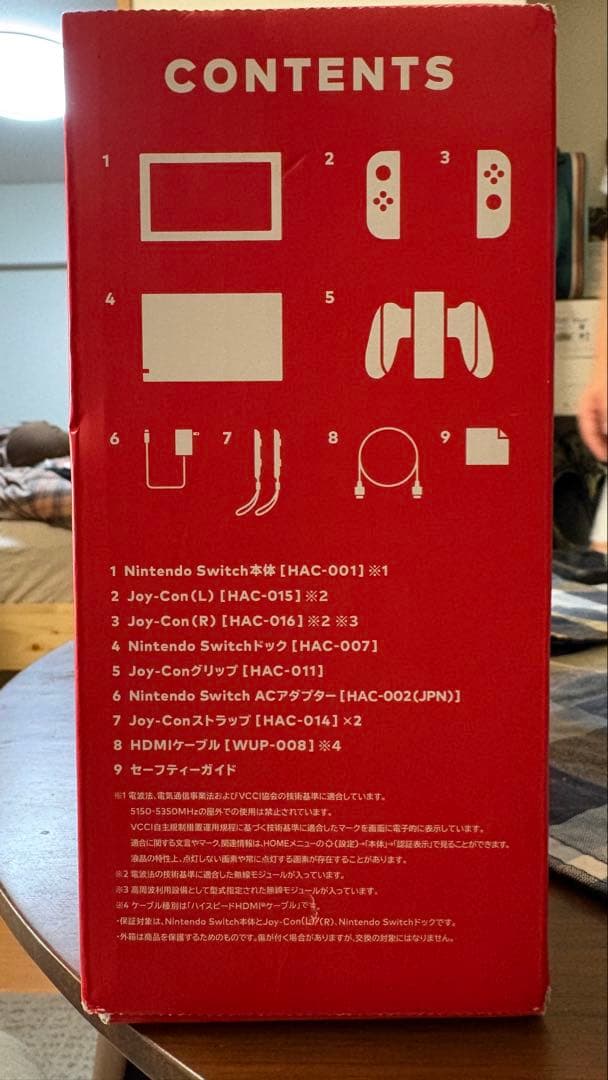 CONTENTS
1
2
3
4
5
6
7
8
9
1 Nintendo Switch本体 [HAC-001] ※1
2 Joy-Con(L) [HAC-015] ※2
3 Joy-Con(R) [HAC-016] ※2 ※3
4 Nintendo Switchドック [HAC-007]
5 Joy-Conグリップ [HAC-011]
6 Nintendo Switch ACアダプター [HAC-002(JPN)]
7 Joy-Conストラップ [HAC-014] ×2
8 HDMIケーブル [WUP-008] ※4
9 セーフティーガイド
※1 電波法、電気通信事業法およびVCCI協会の技術基準に適合しています。
5150-5350MHzの屋外での使用は禁止されています。
VCCI自主規制措置運用規程に基づく技術基準に適合したマークを画面に電子的に表示しています。
適合に関する文言やマーク、関連情報は、HOMEメニューの(設定)→「本体」→「認証表示」で見ることができます。
液晶の特性上、点灯しない画素や常に点灯する画素が存在することがあります。
※2 電波法の技術基準に適合した無線モジュールが入っています。
※3 高周波利用設備として型式指定された無線モジュールが入っています。
※4 ケーブル種別は「ハイスピードHDMI®ケーブル」です。
・保証対象は、Nintendo Switch本体とJoy-Con(L)/(R)、Nintendo Switchドックです。
・外箱は商品を保護するためのものです。傷が付く場合がありますが、交換の対象にはなりません。